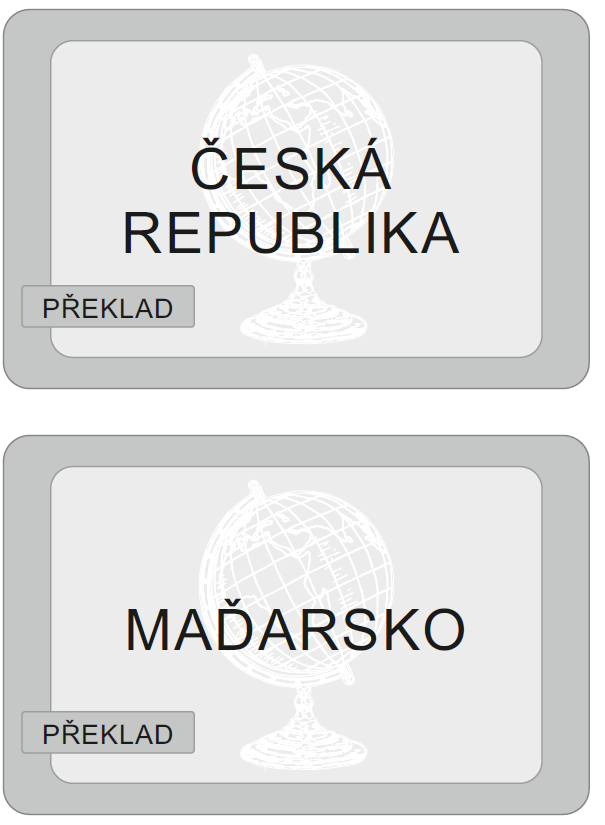 ČESKÁ
REPUBLIKA
PŘEKLAD
MAĎARSKO
PŘEKLAD